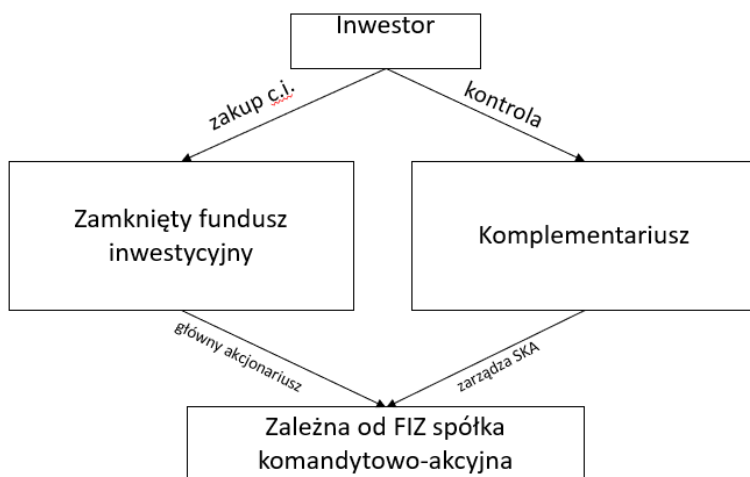 Inwestor
zakup c.i.
kontrola
Zamknięty fundusz
inwestycyjny
Komplementariusz
główny akcjonariusz
zarządza SKA
Zależna od FIZ spółka
komandytowo-akcyjna